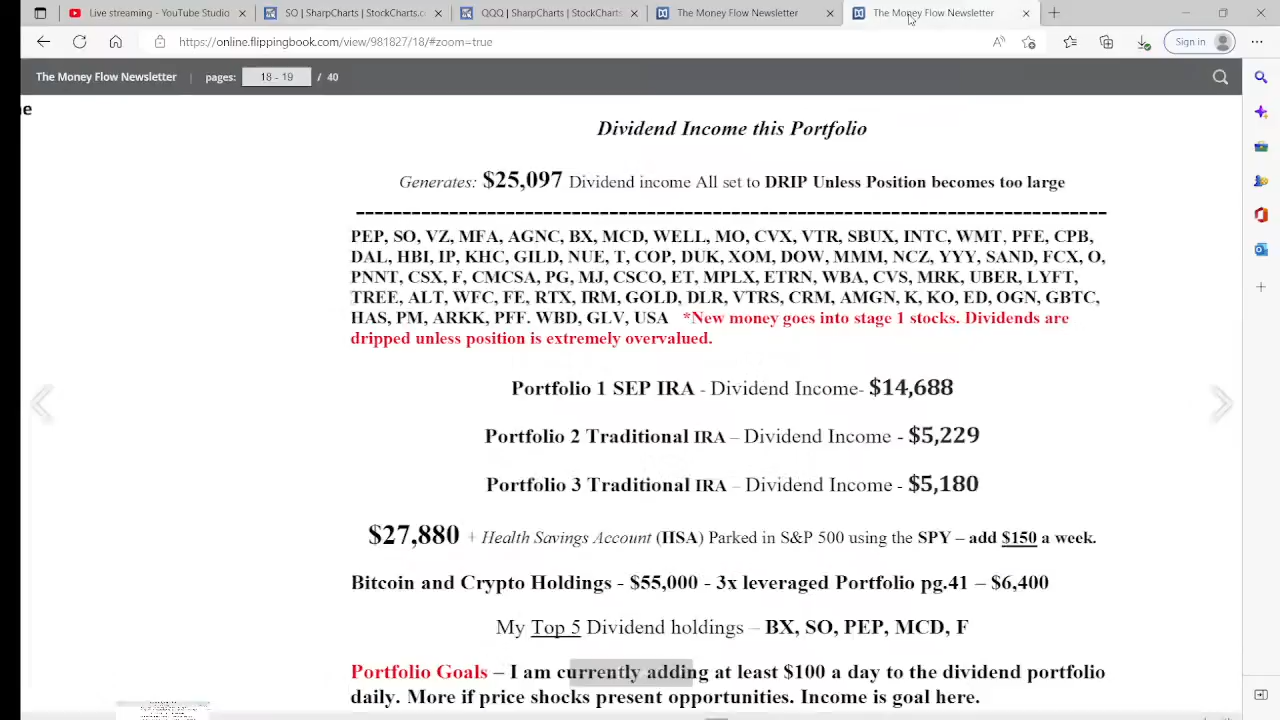 Live streaming - YouTube Studio
SO | SharpCharts | StockCharts.c
QQQ | SharpCharts | StockCharts
The Money Flow Newsletter
The Money Flow Newsletter
https://online.flippingbook.com/view/981827/18/#zoom=true
Sign in
The Money Flow Newsletter | pages: 18 - 19 / 40
e
Dividend Income this Portfolio
Generates: $25,097 Dividend income All set to DRIP Unless Position becomes too large
PEP, SO, VZ, MFA, AGNC, BX, MCD, WELL, MO, CVX, VTR, SBUX, INTC, WMT, PFE, CPB,
DAL, HBI, IP, KHC, GILD, NUE, T, COP, DUK, XOM, DOW, MMM, NCZ, YYY, SAND, FCX, O,
PNNT, CSX, F, CMCSA, PG, MJ, CSCO, ET, MPLX, ETRN, WBA, CVS, MRK, UBER, LYFT,
TREE, ALT, WFC, FE, RTX, IRM, GOLD, DLR, VTRS, CRM, AMGN, K, KO, ED, OGN, GBTC,
HAS, PM, ARKK, PFF. WBD, GLV, USA *New money goes into stage 1 stocks. Dividends are
dripped unless position is extremely overvalued.
Portfolio 1 SEP IRA - Dividend Income- $14,688
Portfolio 2 Traditional IRA – Dividend Income - $5,229
Portfolio 3 Traditional IRA – Dividend Income - $5,180
$27,880 + Health Savings Account (HSA) Parked in S&P 500 using the SPY – add $150 a week.
Bitcoin and Crypto Holdings - $55,000 - 3x leveraged Portfolio pg.41 – $6,400
My Top 5 Dividend holdings – BX, SO, PEP, MCD, F
Portfolio Goals – I am currently adding at least $100 a day to the dividend portfolio
daily. More if price shocks present opportunities. Income is goal here.